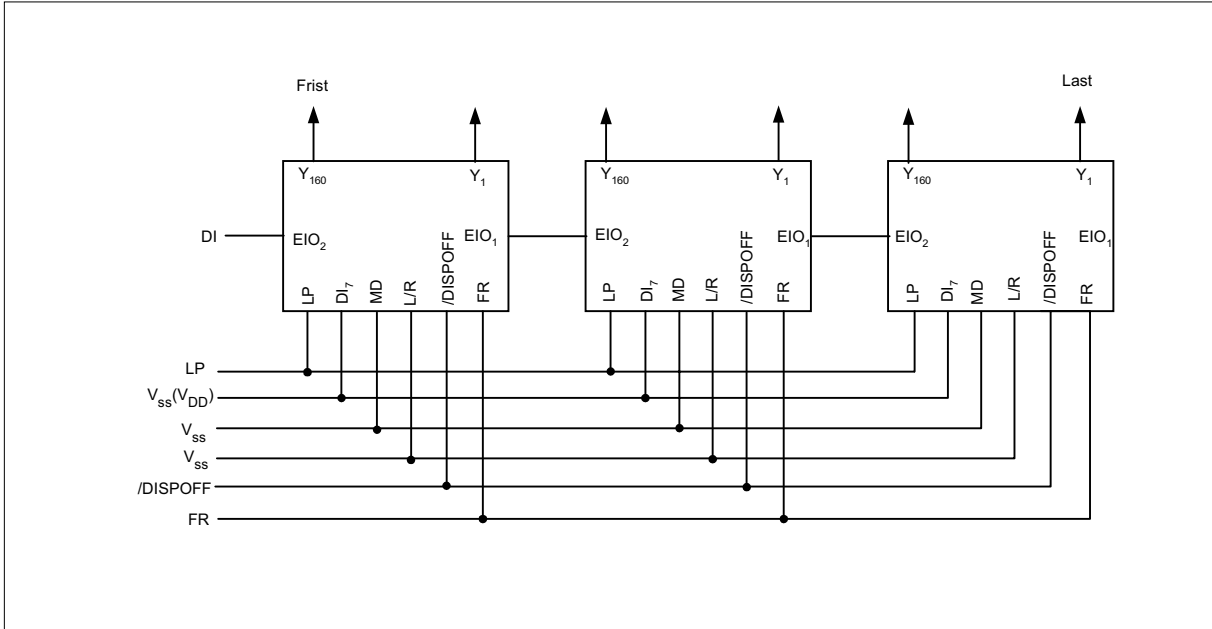 Frist Last
Y160 Y1 Y160 Y1 Y160 Y1
DI EIO2 EIO1 EIO2 EIO1 EIO2 EIO1
LP DI7 MD L/R /DISPOFF FR LP DI7 MD L/R /DISPOFF FR LP DI7 MD L/R /DISPOFF FR
LP
Vss(VDD)
Vss
Vss
/DISPOFF
FR